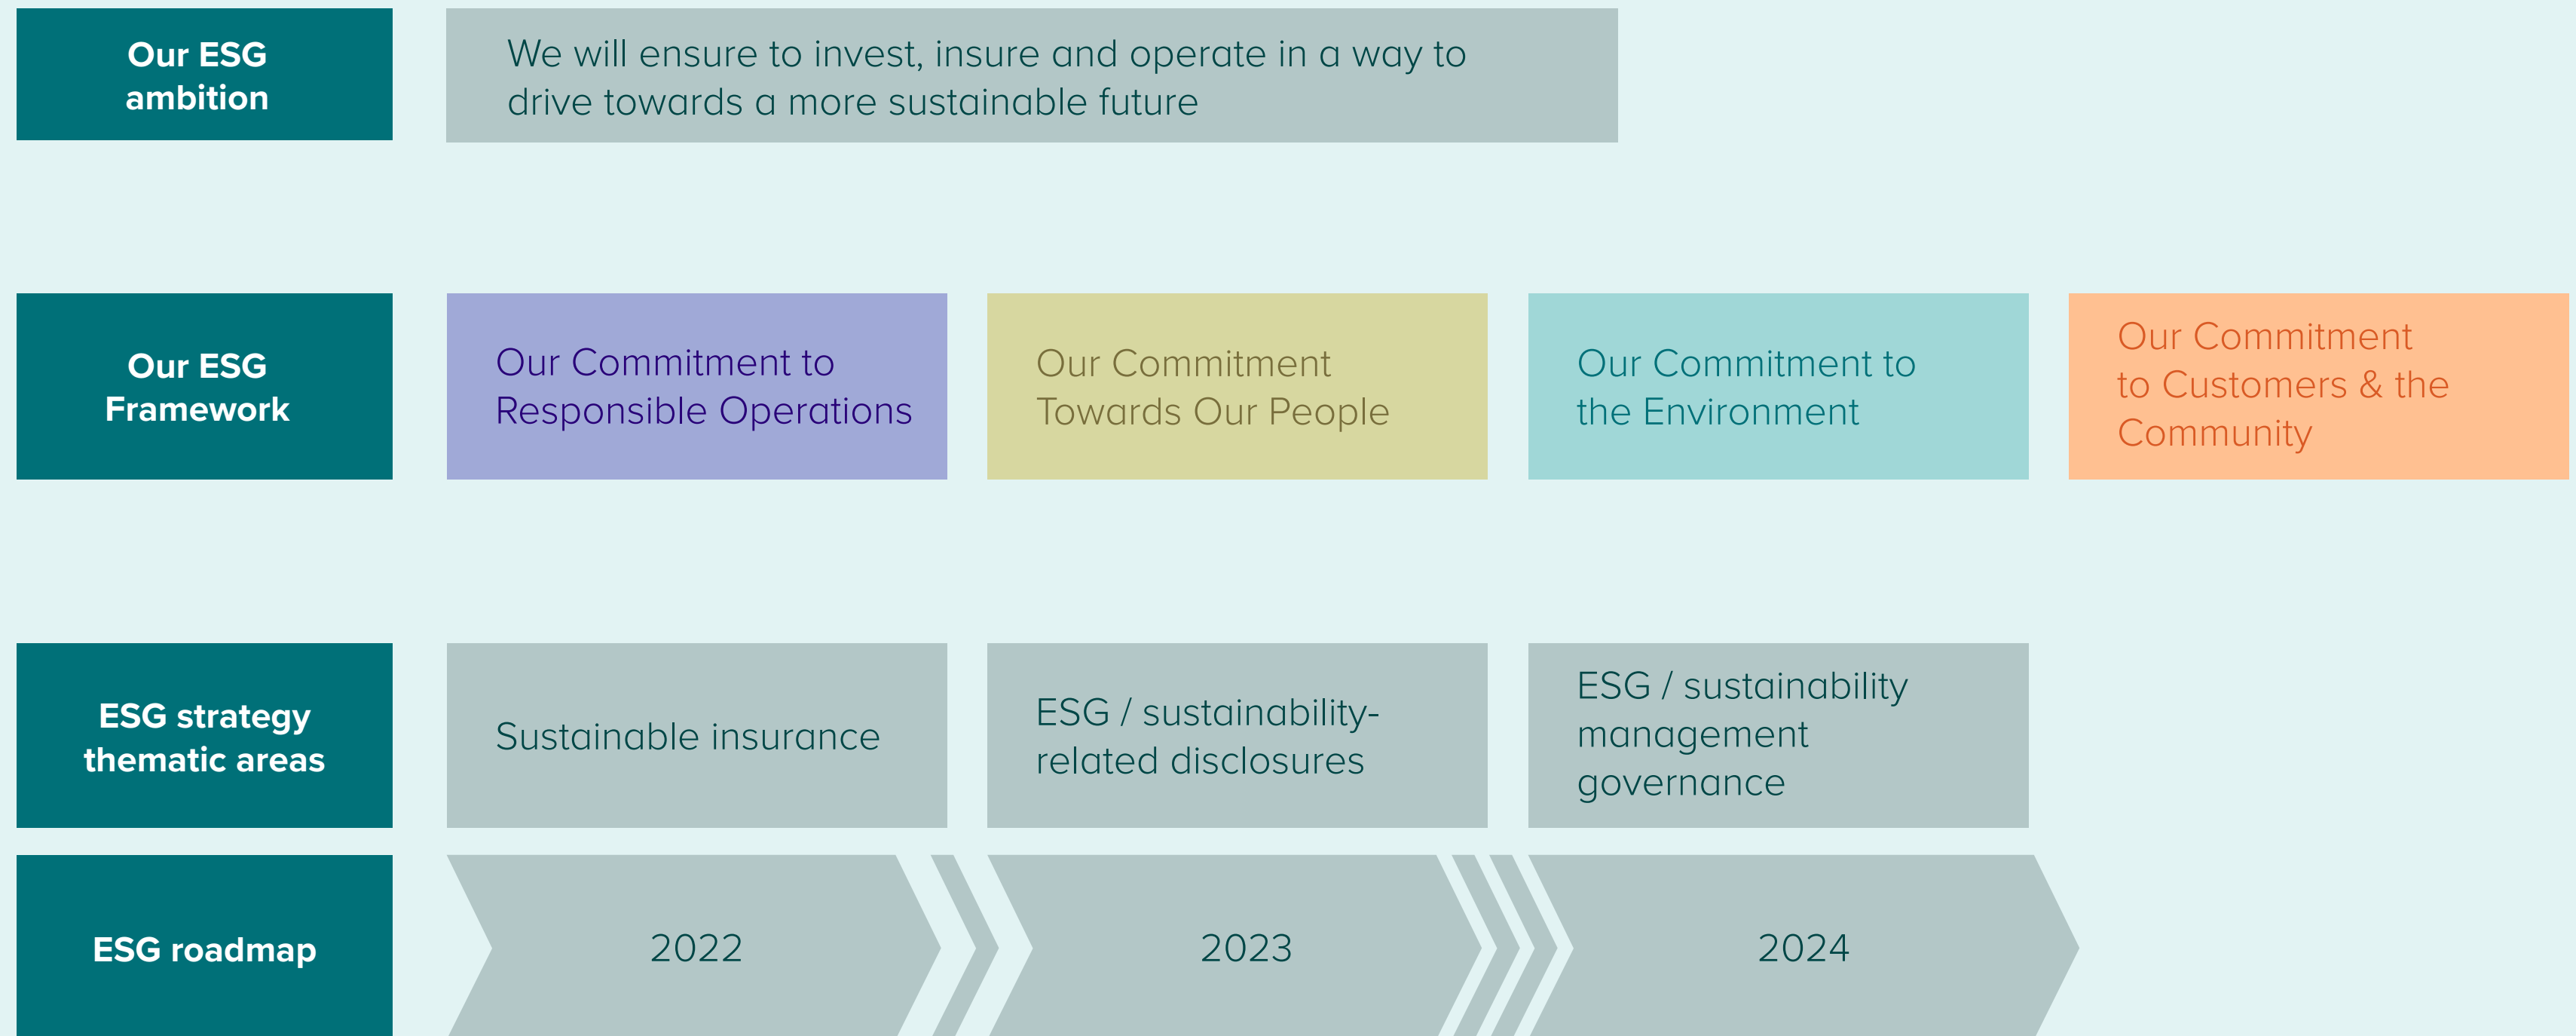 Our ESG
ambition
We will ensure to invest, insure and operate in a way to
drive towards a more sustainable future
Our ESG
Framework
Our Commitment to
Responsible Operations
Our Commitment
Towards Our People
Our Commitment to
the Environment
Our Commitment
to Customers & the
Community
ESG strategy
thematic areas
Sustainable insurance
ESG / sustainability-
related disclosures
ESG / sustainability
management
governance
ESG roadmap
2022
2023
2024